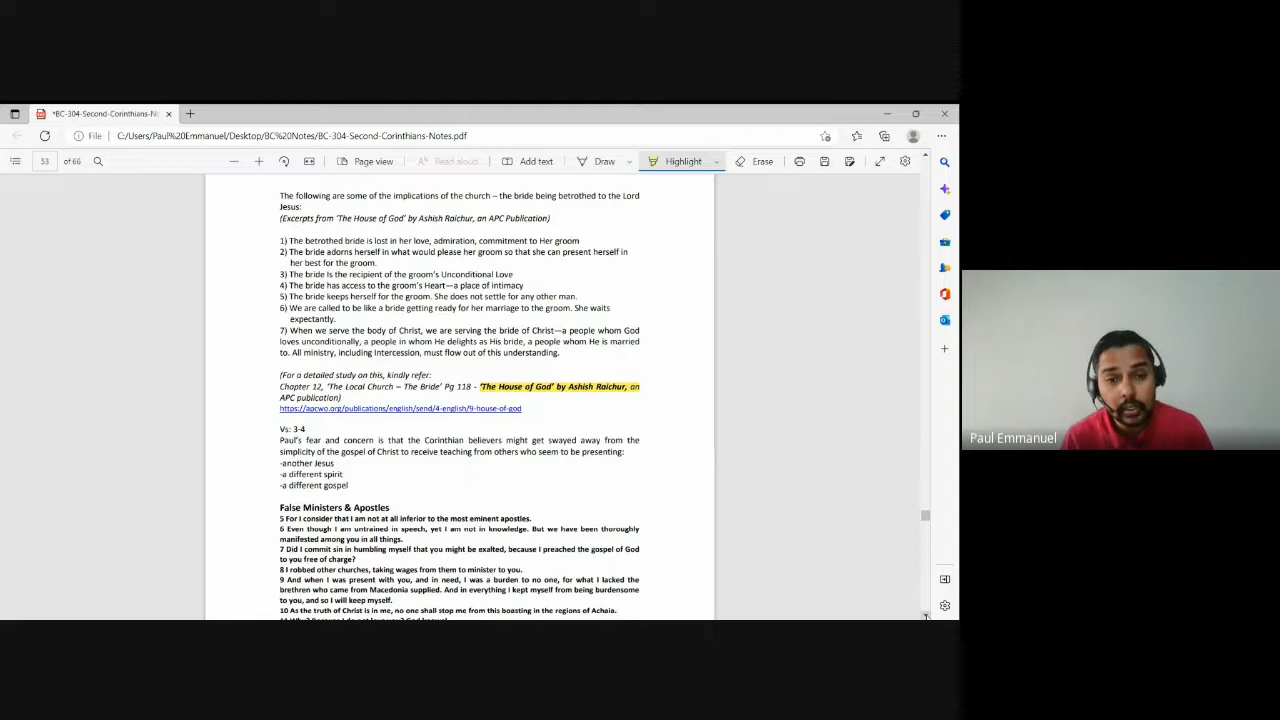 *BC-304-Second-Corinthians-No
File
C:/Users/Paul%20Emmanuel/Desktop/BC%20Notes/BC-304-Second-Corinthians-Notes.pdf
53 of 66
Page view
Read aloud
Add text
Draw
Highlight
Erase
The following are some of the implications of the church – the bride being betrothed to the Lord
Jesus:
(Excerpts from 'The House of God' by Ashish Raichur, an APC Publication)
1) The betrothed bride is lost in her love, admiration, commitment to Her groom
2) The bride adorns herself in what would please her groom so that she can present herself in
her best for the groom.
3) The bride Is the recipient of the groom's Unconditional Love
4) The bride has access to the groom's Heart—a place of intimacy
5) The bride keeps herself for the groom. She does not settle for any other man.
6) We are called to be like a bride getting ready for her marriage to the groom. She waits
expectantly.
7) When we serve the body of Christ, we are serving the bride of Christ—a people whom God
loves unconditionally, a people in whom He delights as His bride, a people whom He is married
to. All ministry, including Intercession, must flow out of this understanding.
(For a detailed study on this, kindly refer:
Chapter 12, 'The Local Church – The Bride' Pg 118 - 'The House of God' by Ashish Raichur, an
APC publication)
https://apcwo.org/publications/english/send/4-english/9-house-of-god
Vs: 3-4
Paul's fear and concern is that the Corinthian believers might get swayed away from the
simplicity of the gospel of Christ to receive teaching from others who seem to be presenting:
-another Jesus
-a different spirit
-a different gospel
False Ministers & Apostles
5 For I consider that I am not at all inferior to the most eminent apostles.
6 Even though I am untrained in speech, yet I am not in knowledge. But we have been thoroughly
manifested among you in all things.
7 Did I commit sin in humbling myself that you might be exalted, because I preached the gospel of God
to you free of charge?
8 I robbed other churches, taking wages from them to minister to you.
9 And when I was present with you, and in need, I was a burden to no one, for what I lacked the
brethren who came from Macedonia supplied. And in everything I kept myself from being burdensome
to you, and so I will keep myself.
10 As the truth of Christ is in me, no one shall stop me from this boasting in the regions of Achaia.
Paul Emmanuel